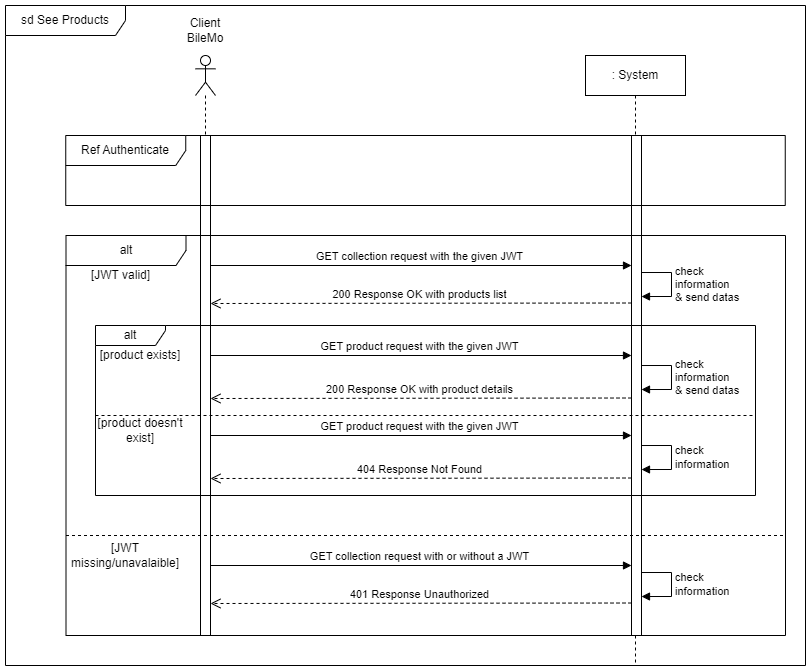 sd See Products
Client
BileMo
: System
Ref Authenticate
alt
[JWT valid]
GET collection request with the given JWT
check
information
& send datas
200 Response OK with products list
alt
[product exists]
GET product request with the given JWT
check
information
& send datas
200 Response OK with product details
[product doesn't
exist]
GET product request with the given JWT
check
information
404 Response Not Found
[JWT
missing/unavalaible]
GET collection request with or without a JWT
check
information
401 Response Unauthorized